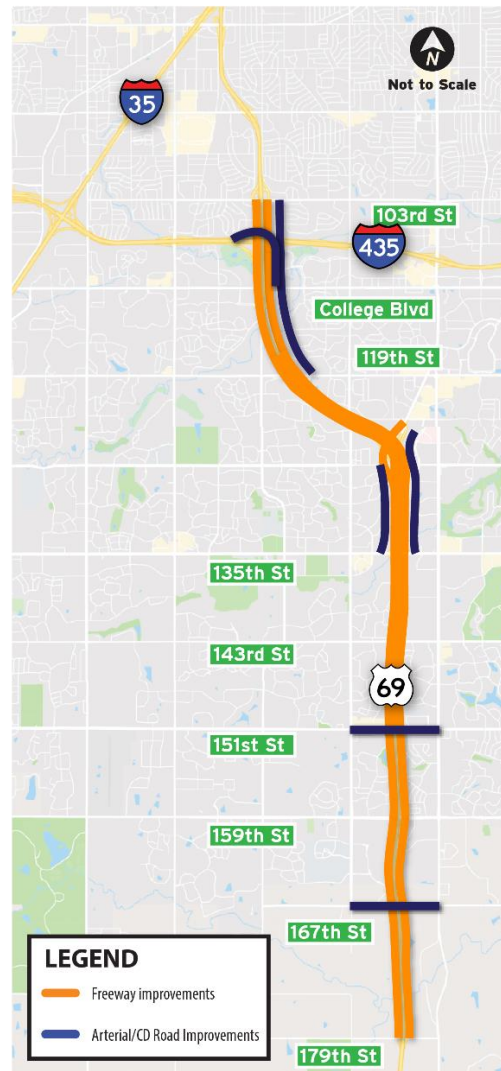 N
Not to Scale
35
103rd St
435
College Blvd
119th St
135th St
143rd St
69
151st St
159th St
167th St
LEGEND
Freeway improvements
Arterial/CD Road Improvements
179th St